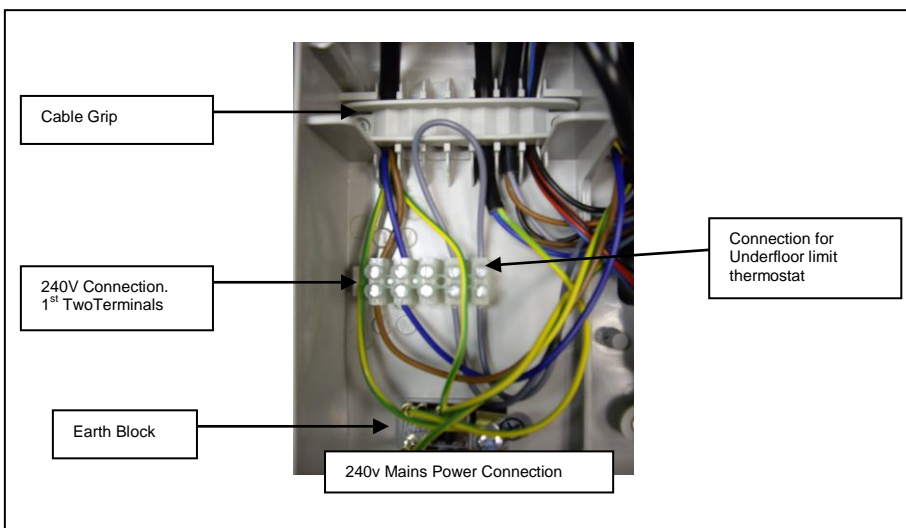 Cable Grip
240V Connection.
1st TwoTerminals
Connection for
Underfloor limit
thermostat
Earth Block
240v Mains Power Connection